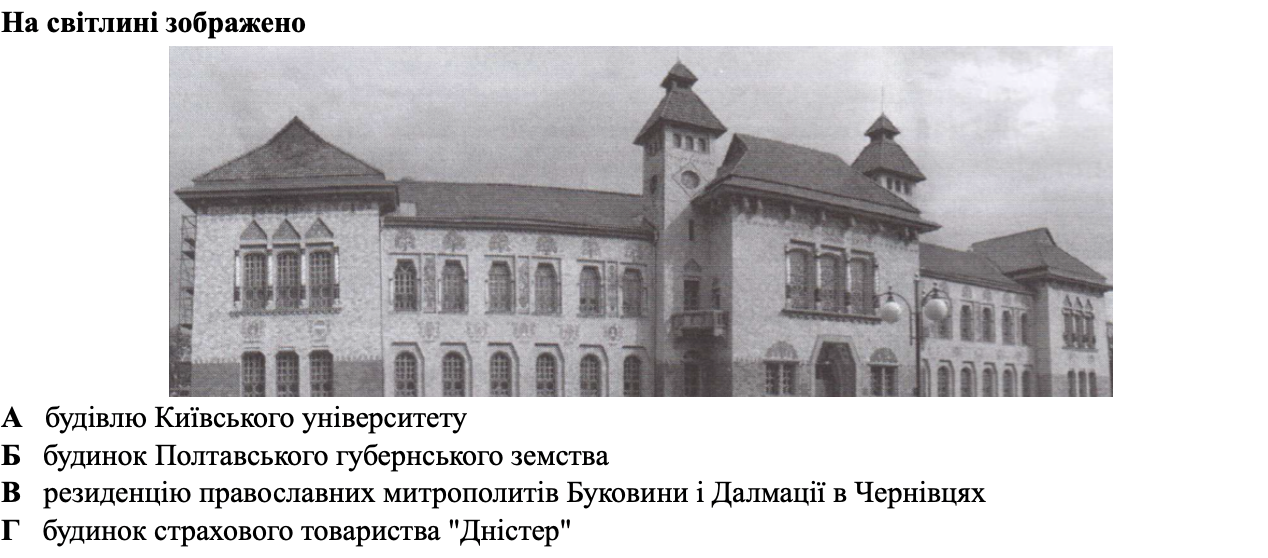 На світлині зображено
А будівлю Київського університету
Б будинок Полтавського губернського земства
В резиденцію православних митрополитів Буковини і Далмації в Чернівцях
Г будинок страхового товариства "Дністер"